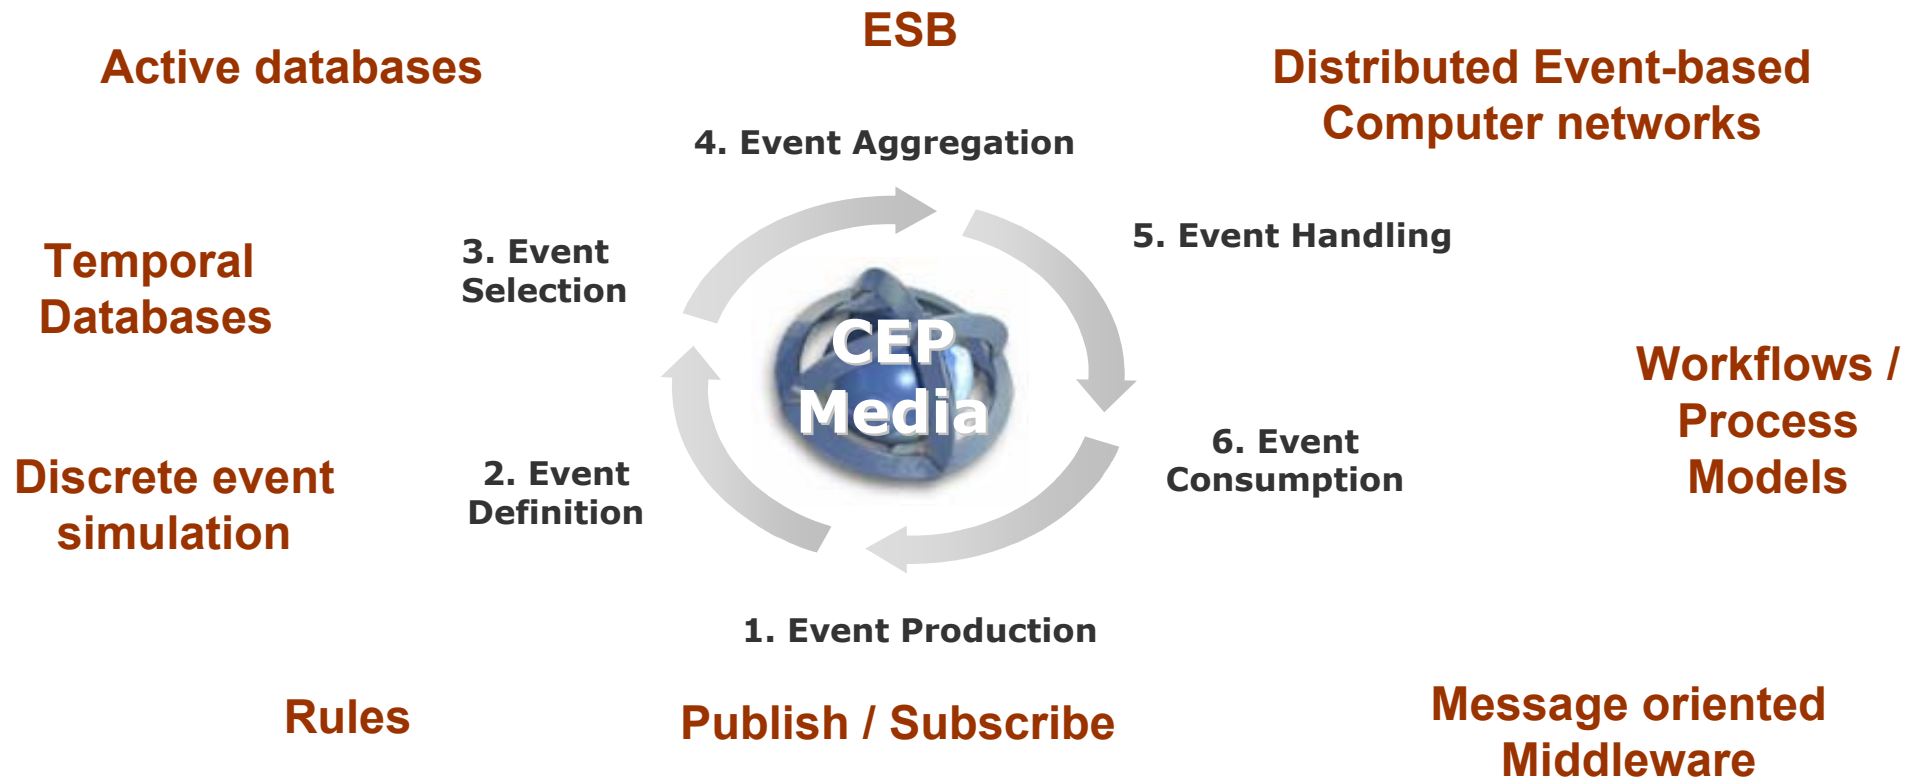 ESB
Active databases
Distributed Event-based
Computer networks
4. Event Aggregation
5. Event Handling
3. Event
Selection
Temporal
Databases
CEP
Media
Workflows /
Process
Models
6. Event
Consumption
2. Event
Definition
Discrete event
simulation
1. Event Production
Rules
Publish / Subscribe
Message oriented
Middleware